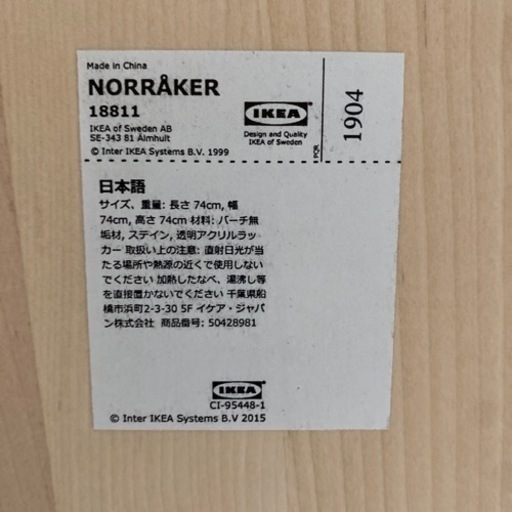 Made in China
NORRÅKER
18811
IKEA of Sweden AB
SE-343 81 Älmhult
© Inter IKEA Systems B.V. 1999
IKEA
Design and Quality
IKEA of Sweden
PQR
1904
日本語
サイズ、重量: 長さ 74cm, 幅
74cm, 高さ 74cm 材料: バーチ無
垢材, ステイン, 透明アクリルラッ
カー 取扱い上の注意: 直射日光が当
たる場所や熱源の近くで使用しない
でください 加熱したなべ、湯沸し等
を直接置かないでください 千葉県船
橋市浜町2-3-30 5F イケア・ジャパ
ン株式会社 商品番号: 50428981
IKEA
CI-95448-1
© Inter IKEA Systems B.V 2015